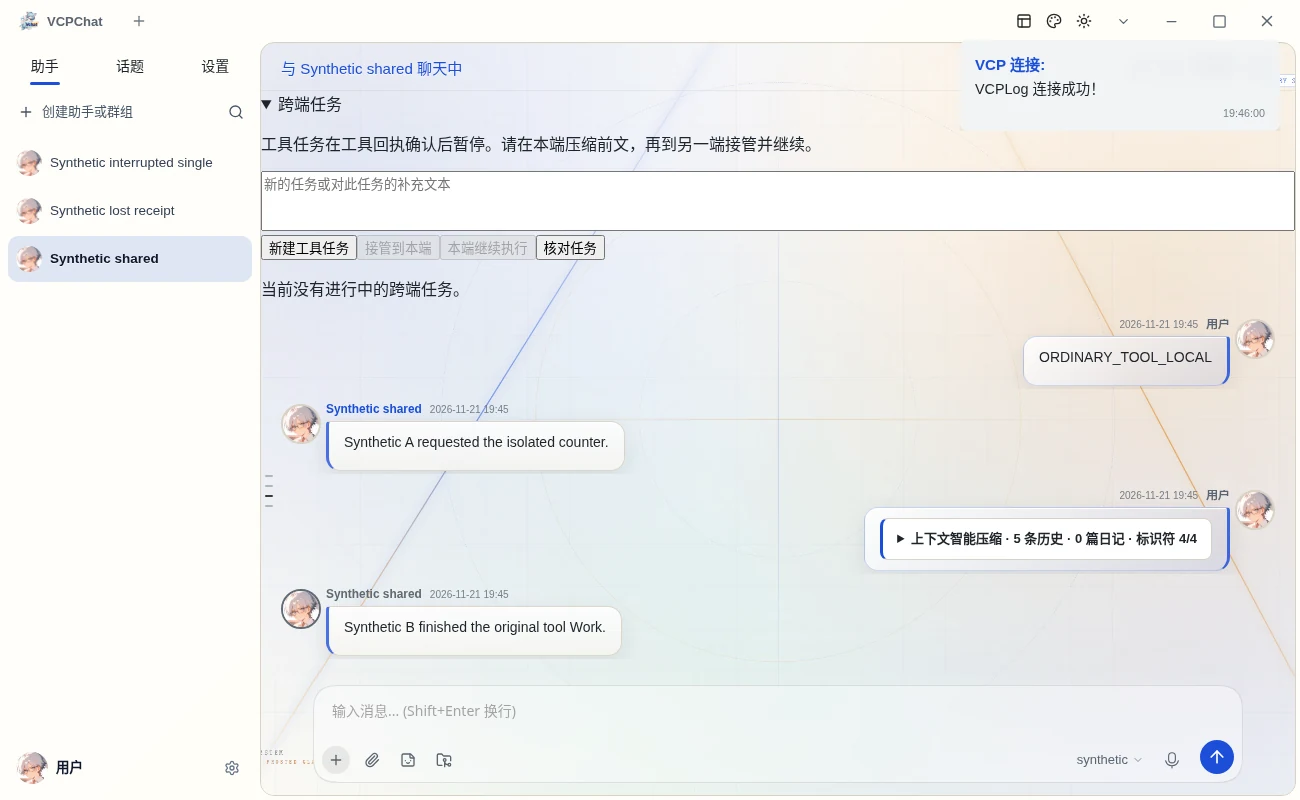 VCPChat
助手 话题 设置
创建助手或群组
Synthetic interrupted single
Synthetic lost receipt
Synthetic shared
用户
与 Synthetic shared 聊天中
VCP 连接:
VCPLog 连接成功!
19:46:00
▼ 跨端任务
工具任务在工具回执确认后暂停。请在本端压缩前文，再到另一端接管并继续。
新的任务或对此任务的补充文本
新建工具任务 接管到本端 本端继续执行 核对任务
当前没有进行中的跨端任务。
2026-11-21 19:45 用户
ORDINARY_TOOL_LOCAL
Synthetic shared 2026-11-21 19:45
Synthetic A requested the isolated counter.
2026-11-21 19:45 用户
▶ 上下文智能压缩 · 5 条历史 · 0 篇日记 · 标识符 4/4
Synthetic shared 2026-11-21 19:45
Synthetic B finished the original tool Work.
输入消息... (Shift+Enter 换行)
synthetic